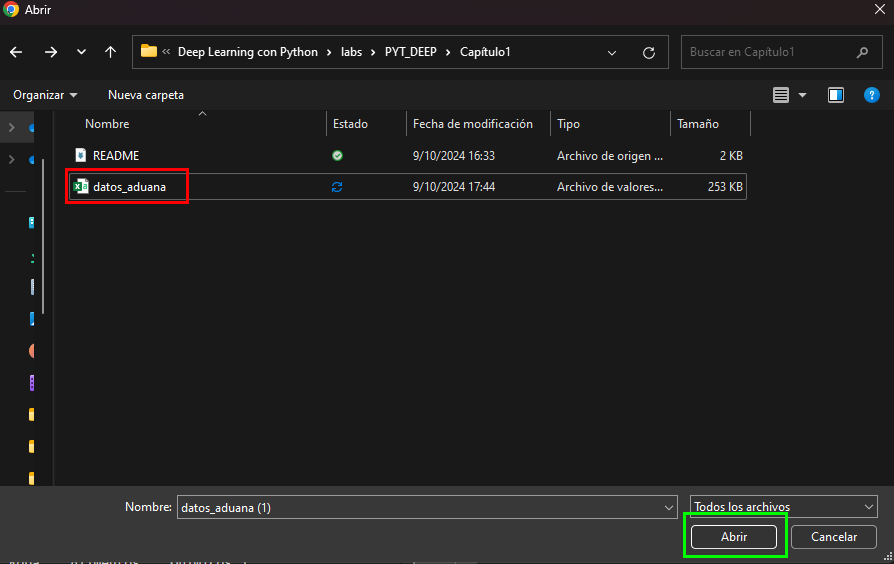 Abrir
« Deep Learning con Python > labs > PYT_DEEP > Capítulo1
Buscar en Capítulo1
Organizar
Nueva carpeta
Nombre Estado Fecha de modificación Tipo Tamaño
README 9/10/2024 16:33 Archivo de origen ... 2 KB
datos_aduana 9/10/2024 17:44 Archivo de valores... 253 KB
Nombre: datos_aduana (1) Todos los archivos
Abrir Cancelar